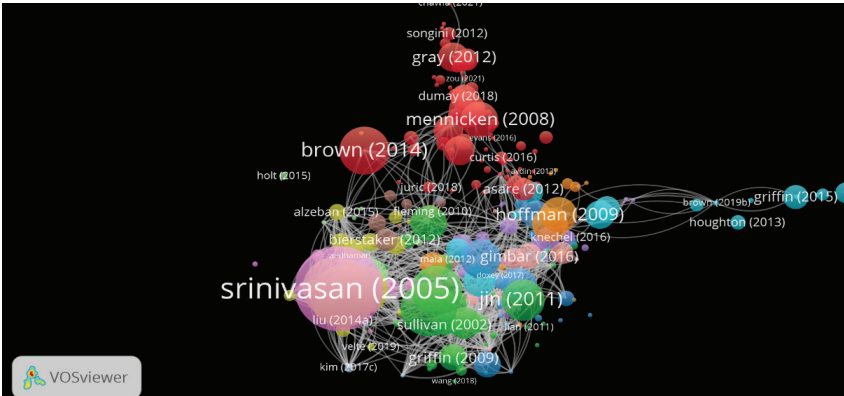 songini (2012)
gray (2012)
zou (2021)
dumay (2018)
mennicken (2008)
evans (2016)
brown (2014)
curtis (2016)
holt (2015)
juric (2018)
asare (2012)
brown (2019b)
griffin (2015)
alzeban (2015)
fleming (2010)
hoffman (2009)
houghton (2013)
bierstaker (2012)
knechel (2016)
maia (2012)
gimbar (2016)
doxey (2017)
srinivasan (2005)
jin (2011)
liu (2014a)
sullivan (2002)
velte (2019)
griffin (2009)
kim (2017c)
wang (2018)
VOSviewer